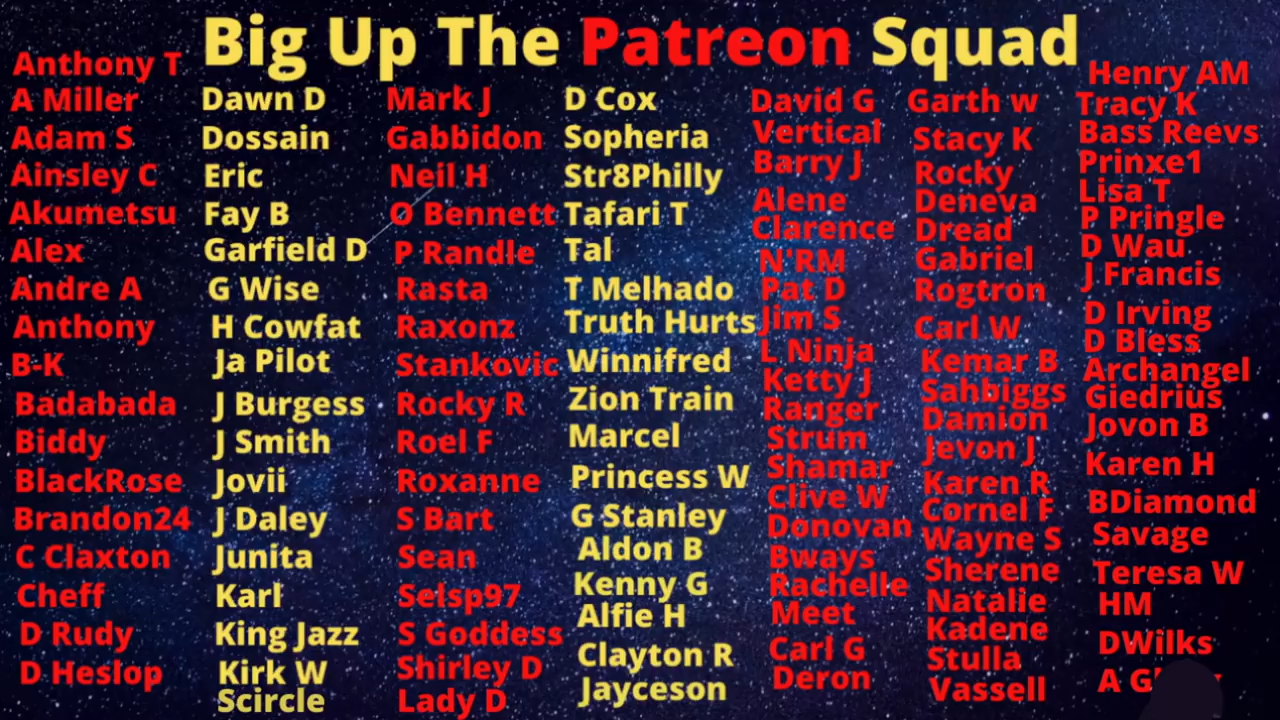 Big Up The Patreon Squad
Anthony T
A Miller
Adam S
Ainsley C
Akumetsu
Alex
Andre A
Anthony
B-K
Badabada
Biddy
BlackRose
Brandon24
C Claxton
Cheff
D Rudy
D Heslop
Dawn D
Dossain
Eric
Fay B
Garfield D
G Wise
H Cowfat
Ja Pilot
J Burgess
J Smith
Jovii
J Daley
Junita
Karl
King Jazz
Kirk W
Scircle
Mark J
Gabbidon
Neil H
O Bennett
P Randle
Rasta
Raxonz
Stankovic
Rocky R
Roel F
Roxanne
S Bart
Sean
Selsp97
S Goddess
Shirley D
Lady D
D Cox
Sopheria
Str8Philly
Tafari T
Tal
T Melhado
Truth Hurts
Winnifred
Zion Train
Marcel
Princess W
G Stanley
Aldon B
Kenny G
Alfie H
Clayton R
Jayceson
David G
Vertical
Barry J
Alene
Clarence
N'RM
Pat D
Jim S
L Ninja
Ketty J
Ranger
Strum
Shamar
Clive W
Donovan
Bways
Rachelle
Meet
Carl G
Deron
Garth w
Stacy K
Rocky
Deneva
Dread
Gabriel
Rogtron
Carl W
Kemar B
Sahbiggs
Damion
Jevon J
Karen R
Cornel F
Wayne S
Sherene
Natalie
Kadene
Stulla
Vassell
Henry AM
Tracy K
Bass Reevs
Prinxe1
Lisa T
P Pringle
D Wau
J Francis
D Irving
D Bless
Archangel
Giedrius
Jovon B
Karen H
BDiamond
Savage
Teresa W
HM
DWilks
A